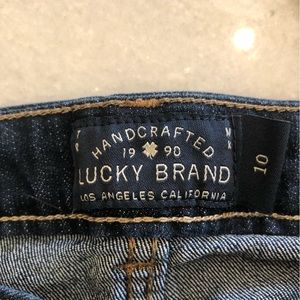 HANDCRAFTED
19 90
LUCKY BRAND
LOS ANGELES CALIFORNIA
10